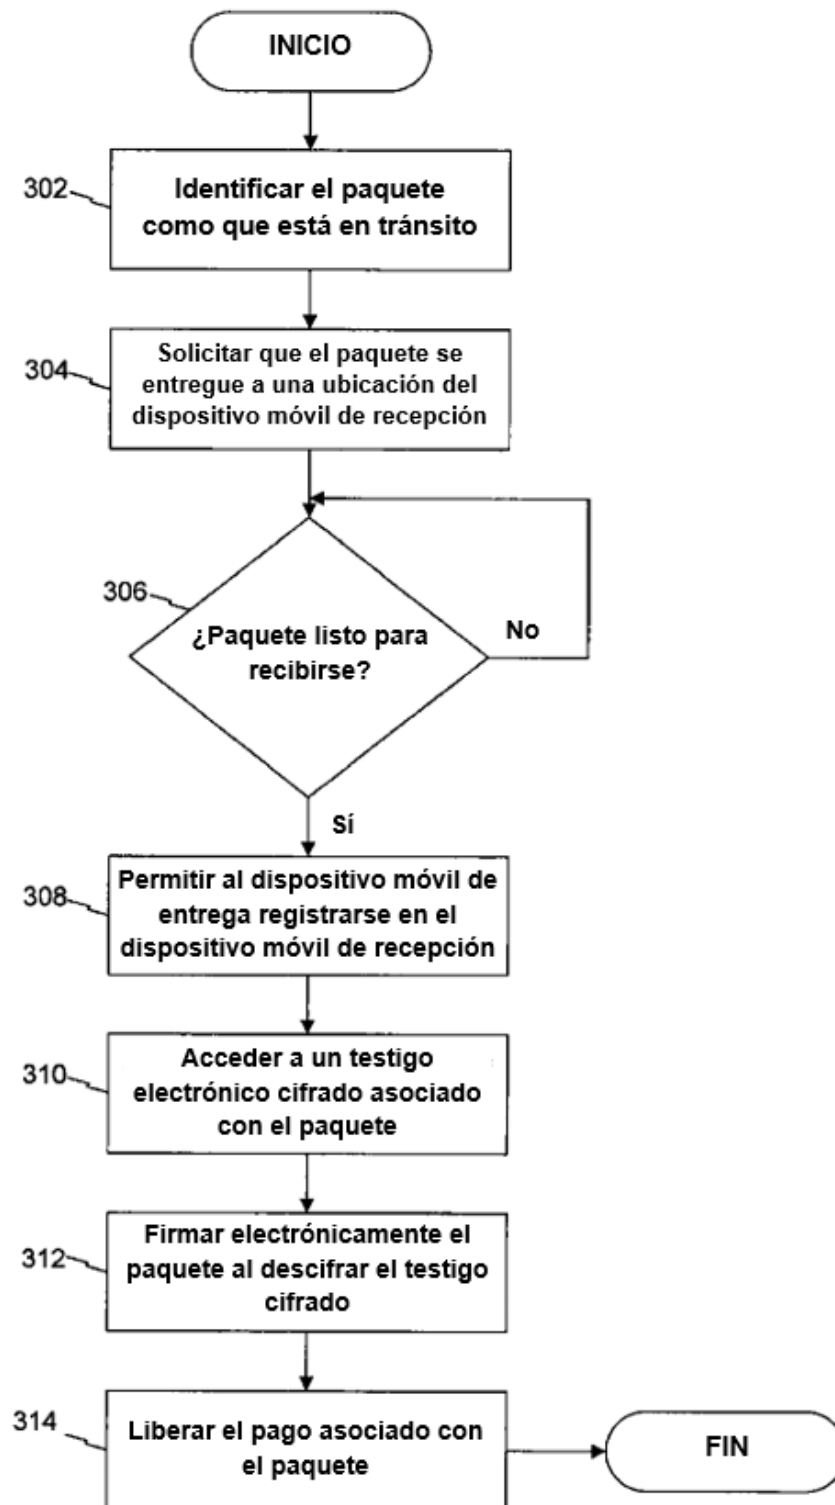 INICIO
302
Identificar el paquete
como que está en tránsito
304
Solicitar que el paquete se
entregue a una ubicación del
dispositivo móvil de recepción
306
¿Paquete listo para
recibirse?
No
Sí
308
Permitir al dispositivo móvil de
entrega registrarse en el
dispositivo móvil de recepción
310
Acceder a un testigo
electrónico cifrado asociado
con el paquete
312
Firmar electrónicamente el
paquete al descifrar el testigo
cifrado
314
Liberar el pago asociado con
el paquete
FIN